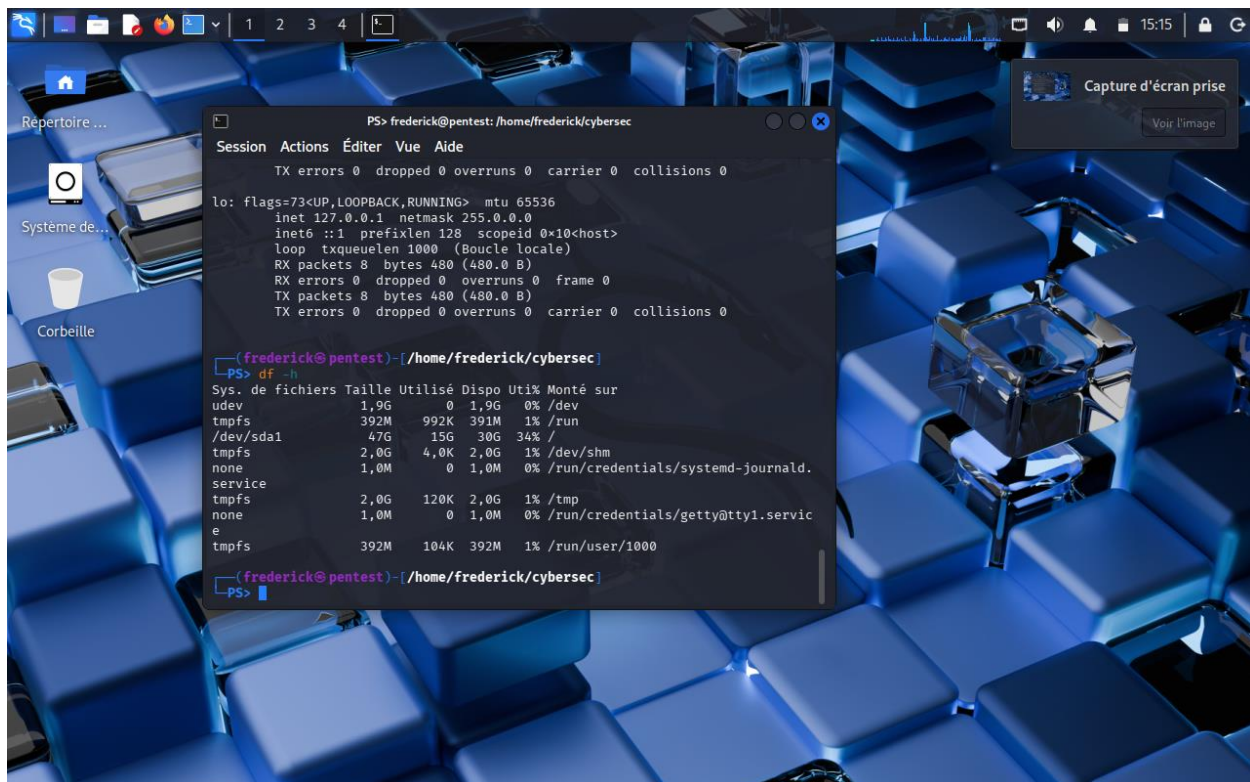 1 2 3 4
15:15
Capture d'écran prise
Voir l'image
Répertoire ...
Système de...
Corbeille
PS> frederick@pentest: /home/frederick/cybersec
Session Actions Éditer Vue Aide
TX errors 0 dropped 0 overruns 0 carrier 0 collisions 0
lo: flags=73<UP,LOOPBACK,RUNNING> mtu 65536
inet 127.0.0.1 netmask 255.0.0.0
inet6 ::1 prefixlen 128 scopeid 0×10<host>
loop txqueuelen 1000 (Boucle locale)
RX packets 8 bytes 480 (480.0 B)
RX errors 0 dropped 0 overruns 0 frame 0
TX packets 8 bytes 480 (480.0 B)
TX errors 0 dropped 0 overruns 0 carrier 0 collisions 0
(frederick㉿pentest)-[/home/frederick/cybersec]
PS> df -h
Sys. de fichiers Taille Utilisé Dispo Uti% Monté sur
udev 1,9G 0 1,9G 0% /dev
tmpfs 392M 992K 391M 1% /run
/dev/sda1 47G 15G 30G 34% /
tmpfs 2,0G 4,0K 2,0G 1% /dev/shm
none 1,0M 0 1,0M 0% /run/credentials/systemd-journald.
service
tmpfs 2,0G 120K 2,0G 1% /tmp
none 1,0M 0 1,0M 0% /run/credentials/getty@tty1.servic
e
tmpfs 392M 104K 392M 1% /run/user/1000
(frederick㉿pentest)-[/home/frederick/cybersec]
PS>